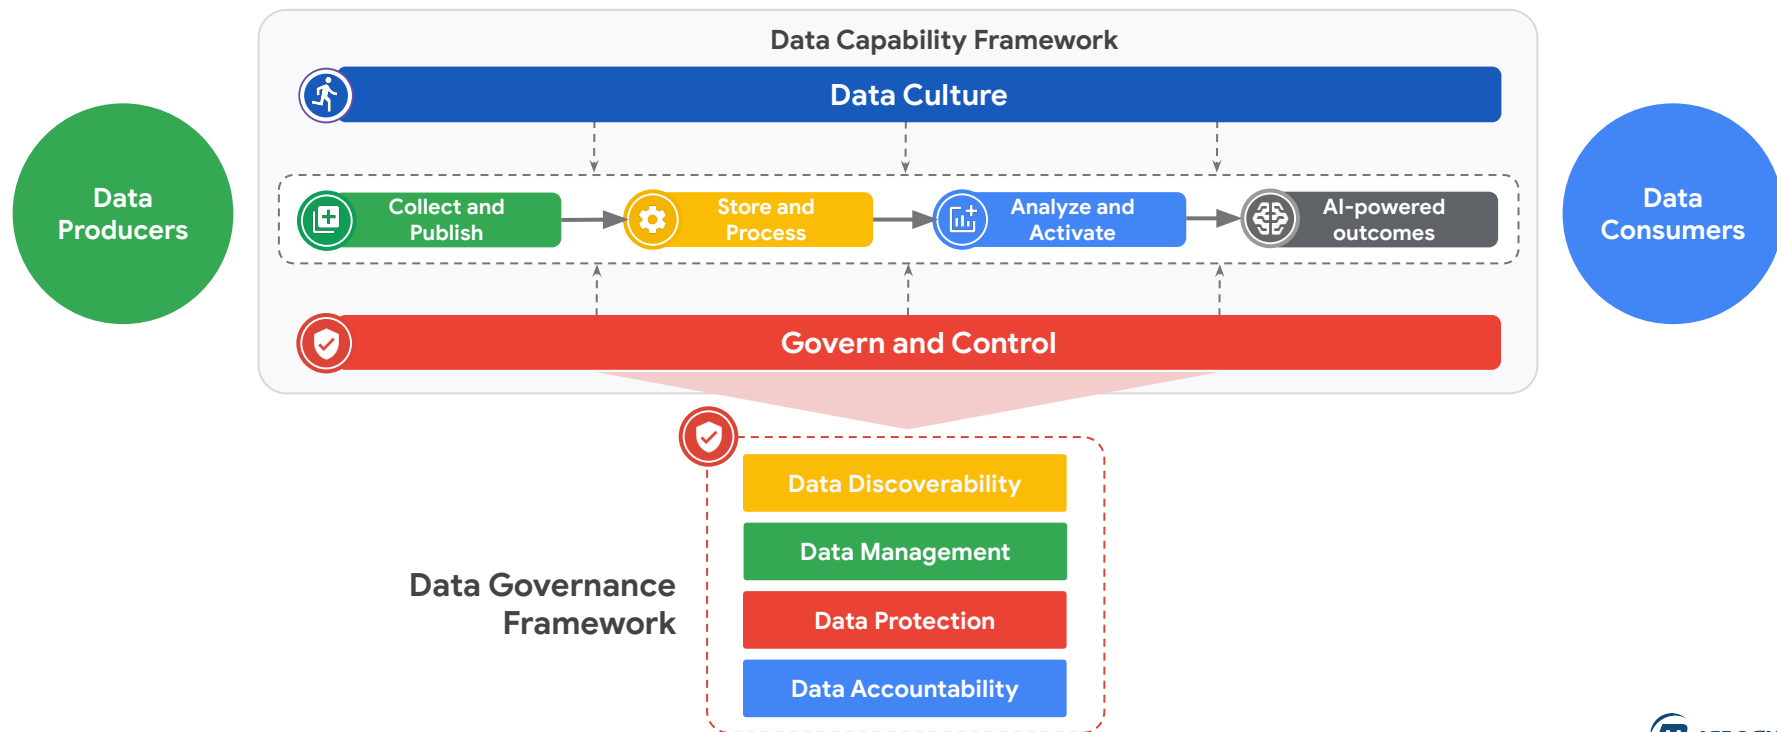 Data Capability Framework
Data Culture
Data
Producers
Collect and
Publish
Store and
Process
Analyze and
Activate
AI-powered
outcomes
Data
Consumers
Govern and Control
Data Discoverability
Data Management
Data Governance
Framework
Data Protection
Data Accountability